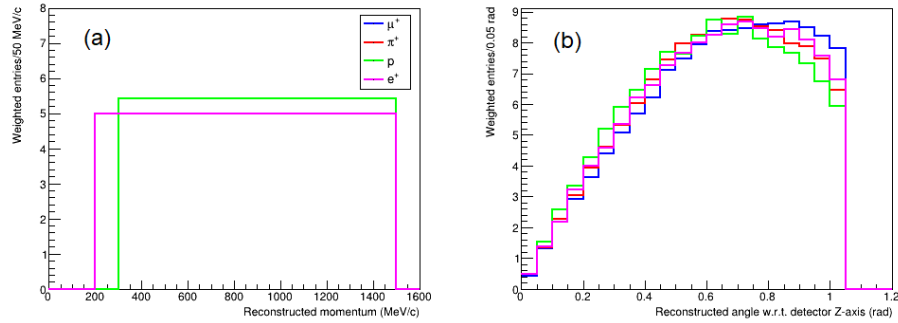 (a)
μ+
π+
p
e+
Weighted entries/50 MeV/c
8
7
6
5
4
3
2
1
0
0 200 400 600 800 1000 1200 1400 1600
Reconstructed momentum (MeV/c)
(b)
Weighted entries/0.05 rad
9
8
7
6
5
4
3
2
1
0
0 0.2 0.4 0.6 0.8 1 1.2
Reconstructed angle w.r.t. detector Z-axis (rad)